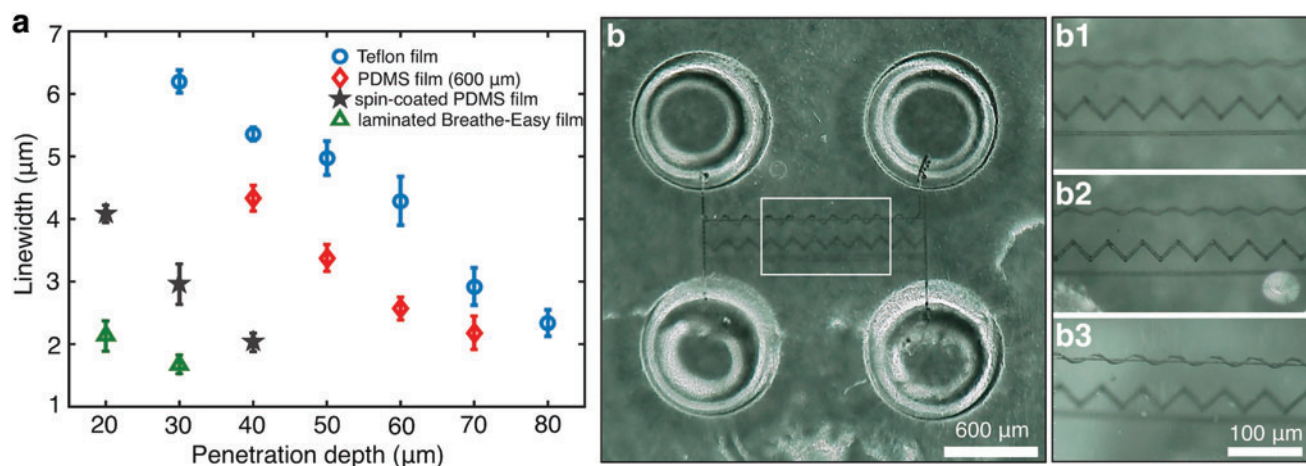 a
7
6
5
4
3
2
1
Linewidth (μm)
Teflon film
PDMS film (600 μm)
spin-coated PDMS film
laminated Breathe-Easy film
20 30 40 50 60 70 80
Penetration depth (μm)
b
600 μm
b1
b2
b3
100 μm